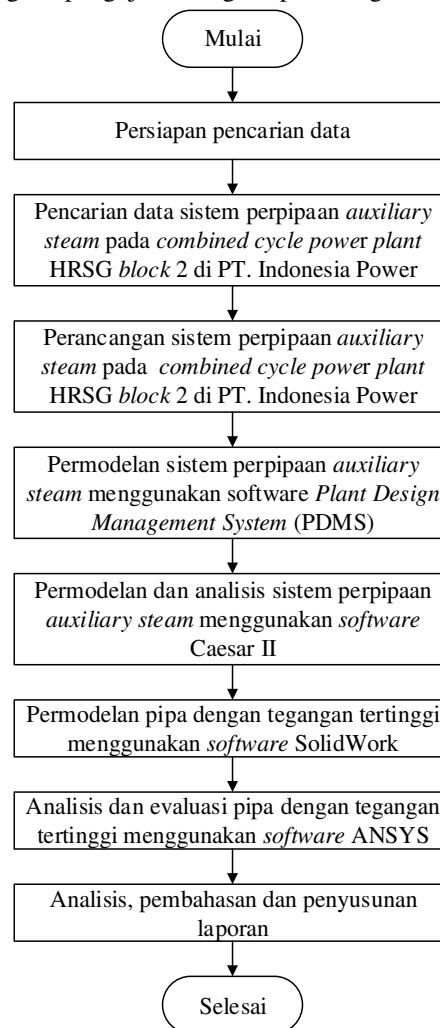 Mulai
Persiapan pencarian data
Pencarian data sistem perpipaan auxiliary
steam pada combined cycle power plant
HRSG block 2 di PT. Indonesia Power
Perancangan sistem perpipaan auxiliary
steam pada combined cycle power plant
HRSG block 2 di PT. Indonesia Power
Permodelan sistem perpipaan auxiliary
steam menggunakan software Plant Design
Management System (PDMS)
Permodelan dan analisis sistem perpipaan
auxiliary steam menggunakan software
Caesar II
Permodelan pipa dengan tegangan tertinggi
menggunakan software SolidWork
Analisis dan evaluasi pipa dengan tegangan
tertinggi menggunakan software ANSYS
Analisis, pembahasan dan penyusunan
laporan
Selesai